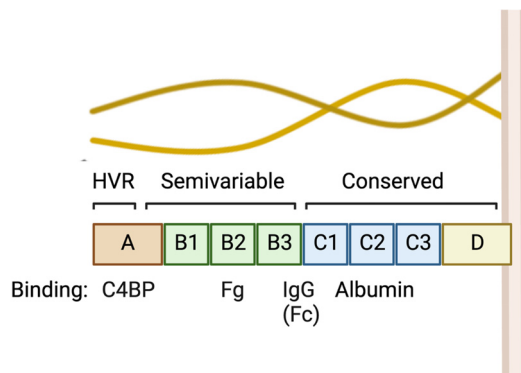 HVR Semivariable Conserved
A B1 B2 B3 C1 C2 C3 D
Binding: C4BP Fg IgG Albumin
(Fc)